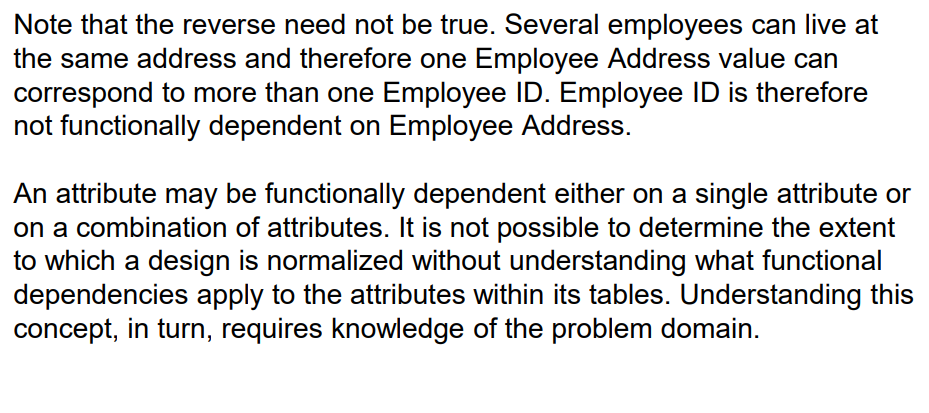 Note that the reverse need not be true. Several employees can live at
the same address and therefore one Employee Address value can
correspond to more than one Employee ID. Employee ID is therefore
not functionally dependent on Employee Address.
An attribute may be functionally dependent either on a single attribute or
on a combination of attributes. It is not possible to determine the extent
to which a design is normalized without understanding what functional
dependencies apply to the attributes within its tables. Understanding this
concept, in turn, requires knowledge of the problem domain.